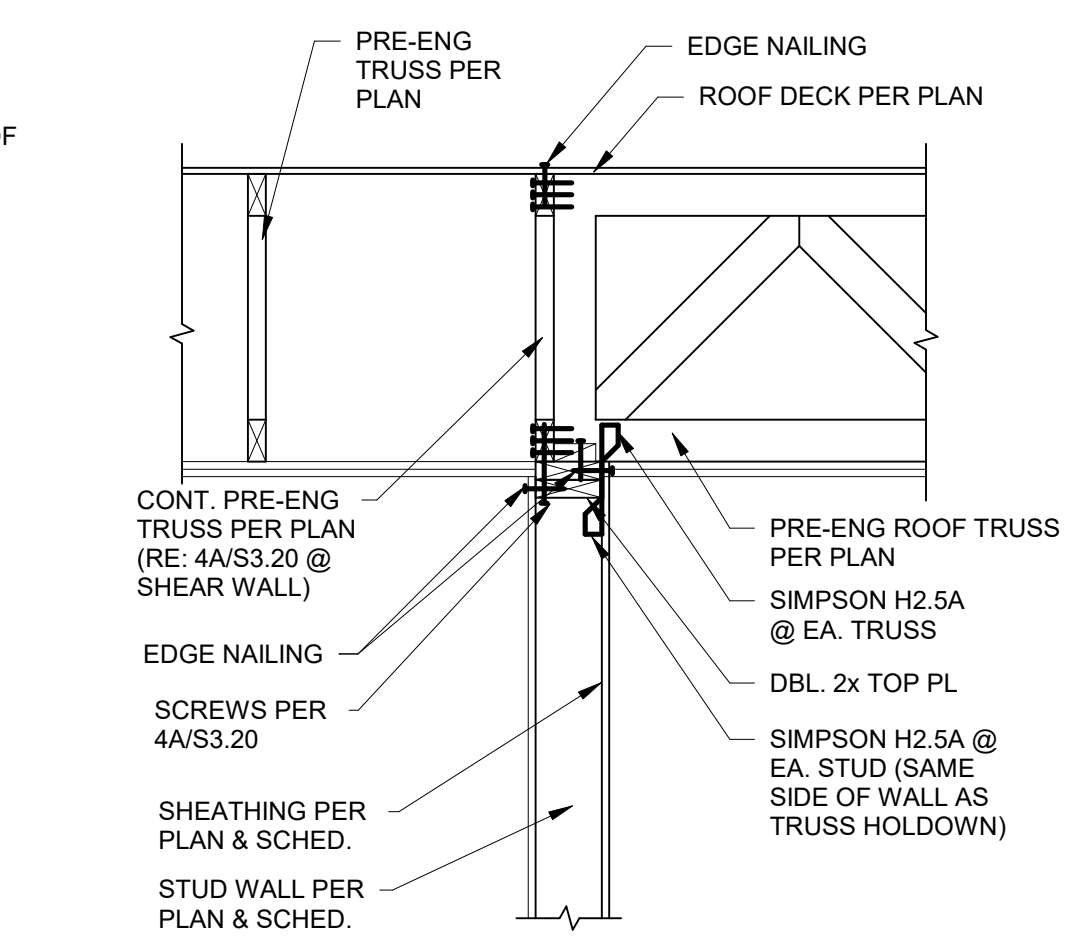 PRE-ENG
TRUSS PER
PLAN
EDGE NAILING
ROOF DECK PER PLAN
CONT. PRE-ENG
TRUSS PER PLAN
(RE: 4A/S3.20 @
SHEAR WALL)
EDGE NAILING
SCREWS PER
4A/S3.20
SHEATHING PER
PLAN & SCHED.
STUD WALL PER
PLAN & SCHED.
PRE-ENG ROOF TRUSS
PER PLAN
SIMPSON H2.5A
@ EA. TRUSS
DBL. 2x TOP PL
SIMPSON H2.5A @
EA. STUD (SAME
SIDE OF WALL AS
TRUSS HOLDOWN)